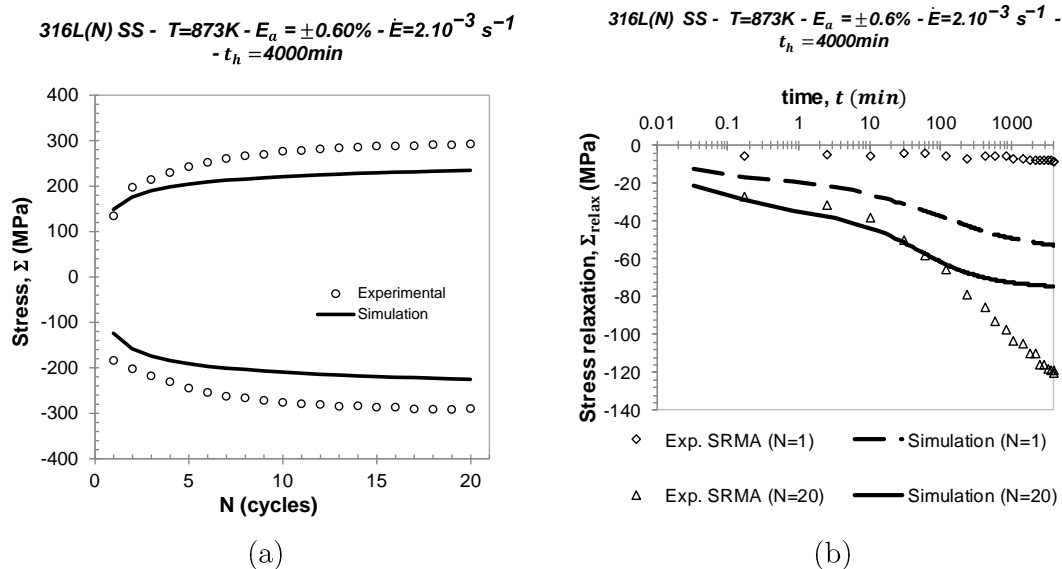 316L(N) SS - T=873K - E_a = ±0.60% - Ė=2.10⁻³ s⁻¹
- t_h = 4000min
400
300
200
100
0
-100
-200
-300
-400
Stress, Σ (MPa)
Experimental
Simulation
0 5 10 15 20
N (cycles)
(a)
316L(N) SS - T=873K - E_a = ±0.6% - Ė=2.10⁻³ s⁻¹ -
t_h = 4000min
time, t (min)
0.01 0.1 1 10 100 1000
0
-20
-40
-60
-80
-100
-120
-140
Stress relaxation, Σ_relax (MPa)
Exp. SRMA (N=1) Simulation (N=1)
Exp. SRMA (N=20) Simulation (N=20)
(b)